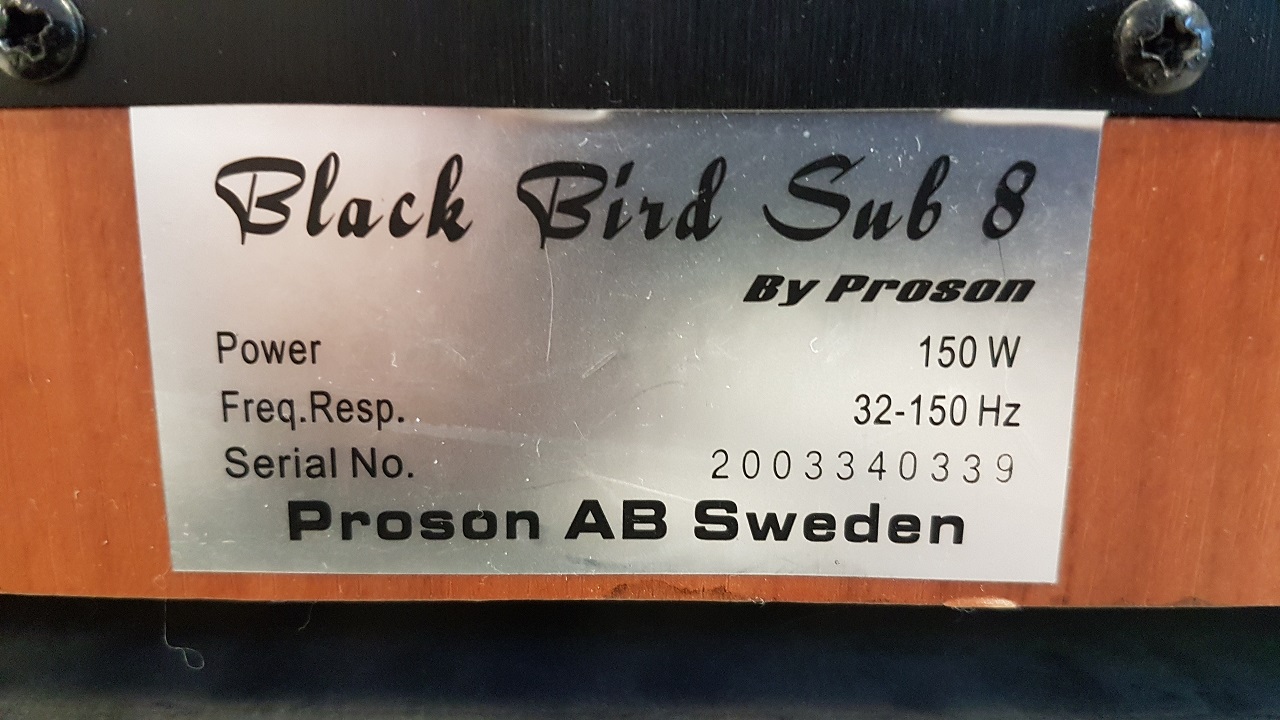 Black Bird Sub 8
By Proson
Power 150 W
Freq.Resp. 32-150 Hz
Serial No. 2003340339
Proson AB Sweden